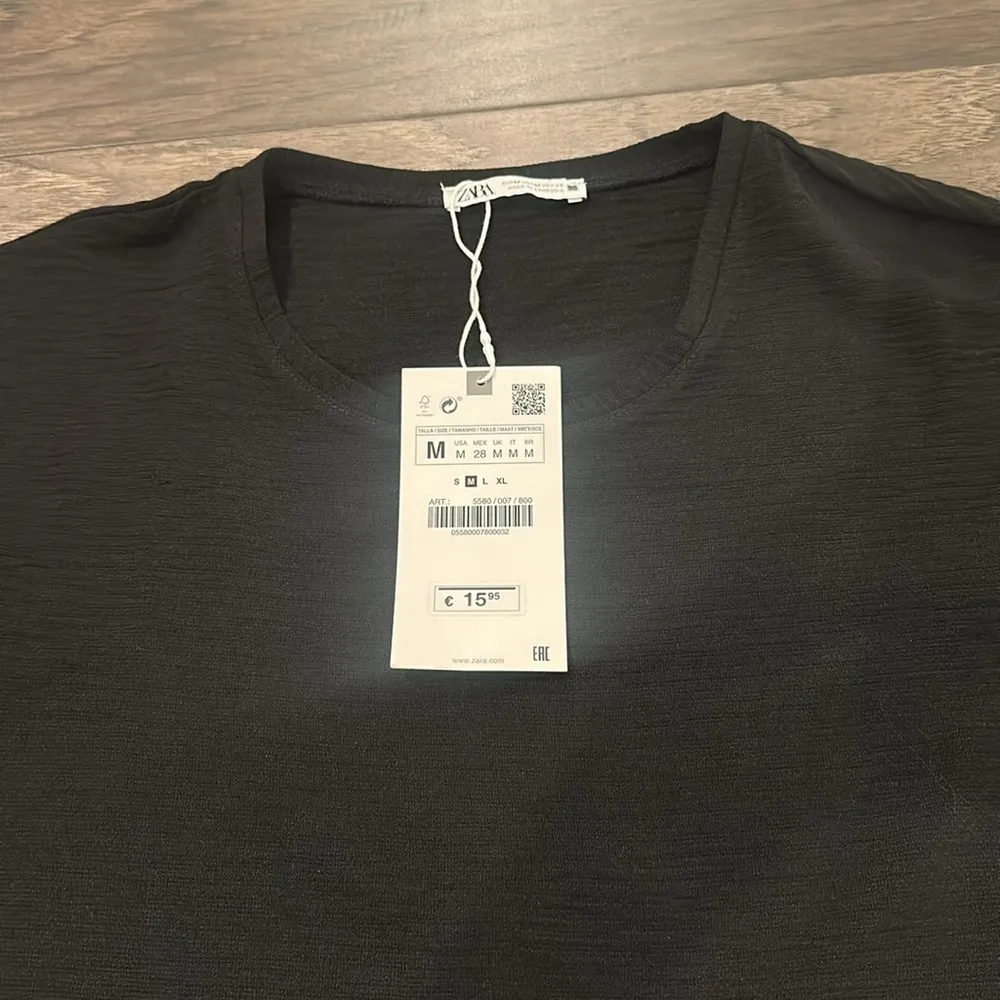 ZARA
TALLA / SIZE / TAMANHO / TAILLE / MAAT / ΜΕΓΕΘΟΣ
M USA MEX UK IT BR
M 28 M M M
S M L XL
ART.: 5580 / 007 / 800
05580007800032
€ 15 95
www.zara.com
EAC